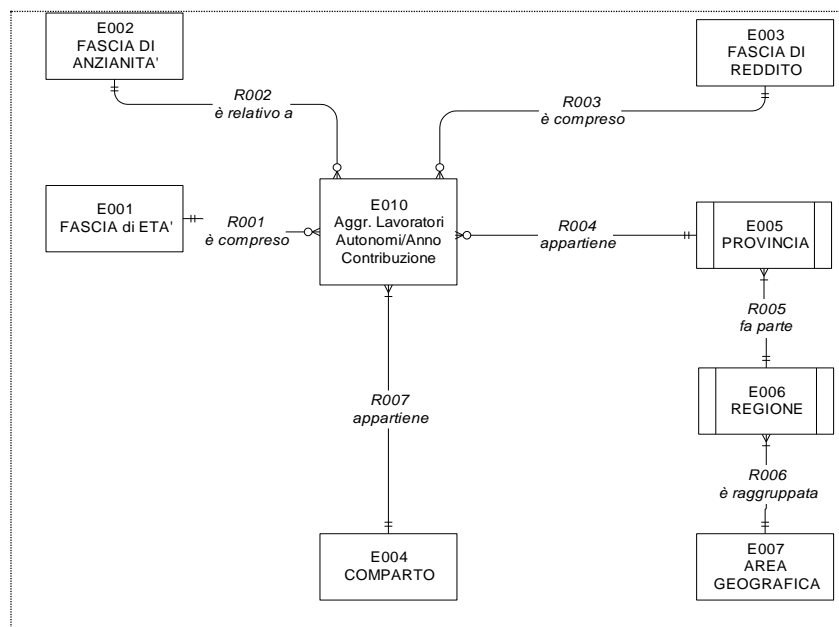 E002
FASCIA DI
ANZIANITA'
E003
FASCIA DI
REDDITO
R002
è relativo a
R003
è compreso
E001
FASCIA di ETA'
R001
è compreso
E010
Aggr. Lavoratori
Autonomi/Anno
Contribuzione
R004
appartiene
E005
PROVINCIA
R005
fa parte
E006
REGIONE
R007
appartiene
R006
è raggruppata
E004
COMPARTO
E007
AREA
GEOGRAFICA